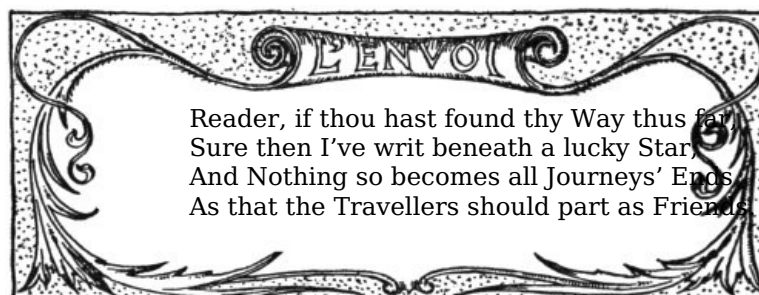 L'ENVOI
Reader, if thou hast found thy Way thus far,
Sure then I’ve writ beneath a lucky Star;
And Nothing so becomes all Journeys’ Ends
As that the Travellers should part as Friends.